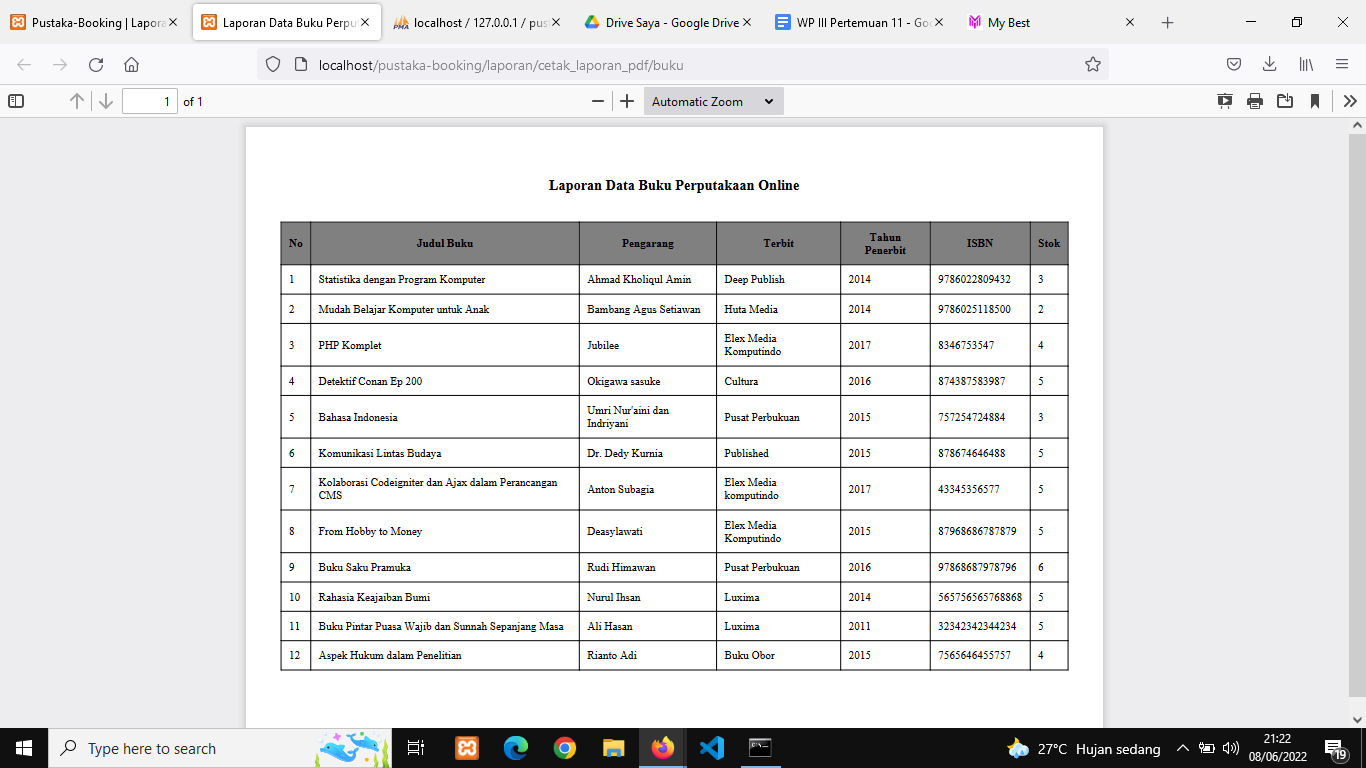 Pustaka-Booking | Lapora
Laporan Data Buku Perpu
localhost / 127.0.0.1 / pus
Drive Saya - Google Drive
WP III Pertemuan 11 - Goo
My Best
localhost/pustaka-booking/laporan/cetak_laporan_pdf/buku
1 of 1
Automatic Zoom
Laporan Data Buku Perputakaan Online
No Judul Buku Pengarang Terbit Tahun Penerbit ISBN Stok
1 Statistika dengan Program Komputer Ahmad Kholiqul Amin Deep Publish 2014 9786022809432 3
2 Mudah Belajar Komputer untuk Anak Bambang Agus Setiawan Huta Media 2014 9786025118500 2
3 PHP Komplet Jubilee Elex Media Komputindo 2017 8346753547 4
4 Detektif Conan Ep 200 Okigawa sasuke Cultura 2016 874387583987 5
5 Bahasa Indonesia Umri Nur'aini dan Indriyani Pusat Perbukuan 2015 757254724884 3
6 Komunikasi Lintas Budaya Dr. Dedy Kurnia Published 2015 878674646488 5
7 Kolaborasi Codeigniter dan Ajax dalam Perancangan CMS Anton Subagia Elex Media komputindo 2017 43345356577 5
8 From Hobby to Money Deasylawati Elex Media Komputindo 2015 87968686787879 5
9 Buku Saku Pramuka Rudi Himawan Pusat Perbukuan 2016 97868687978796 6
10 Rahasia Keajaiban Bumi Nurul Ihsan Luxima 2014 565756565768868 5
11 Buku Pintar Puasa Wajib dan Sunnah Sepanjang Masa Ali Hasan Luxima 2011 32342342344234 5
12 Aspek Hukum dalam Penelitian Rianto Adi Buku Obor 2015 7565646455757 4
Type here to search
27°C Hujan sedang
21:22
08/06/2022
19